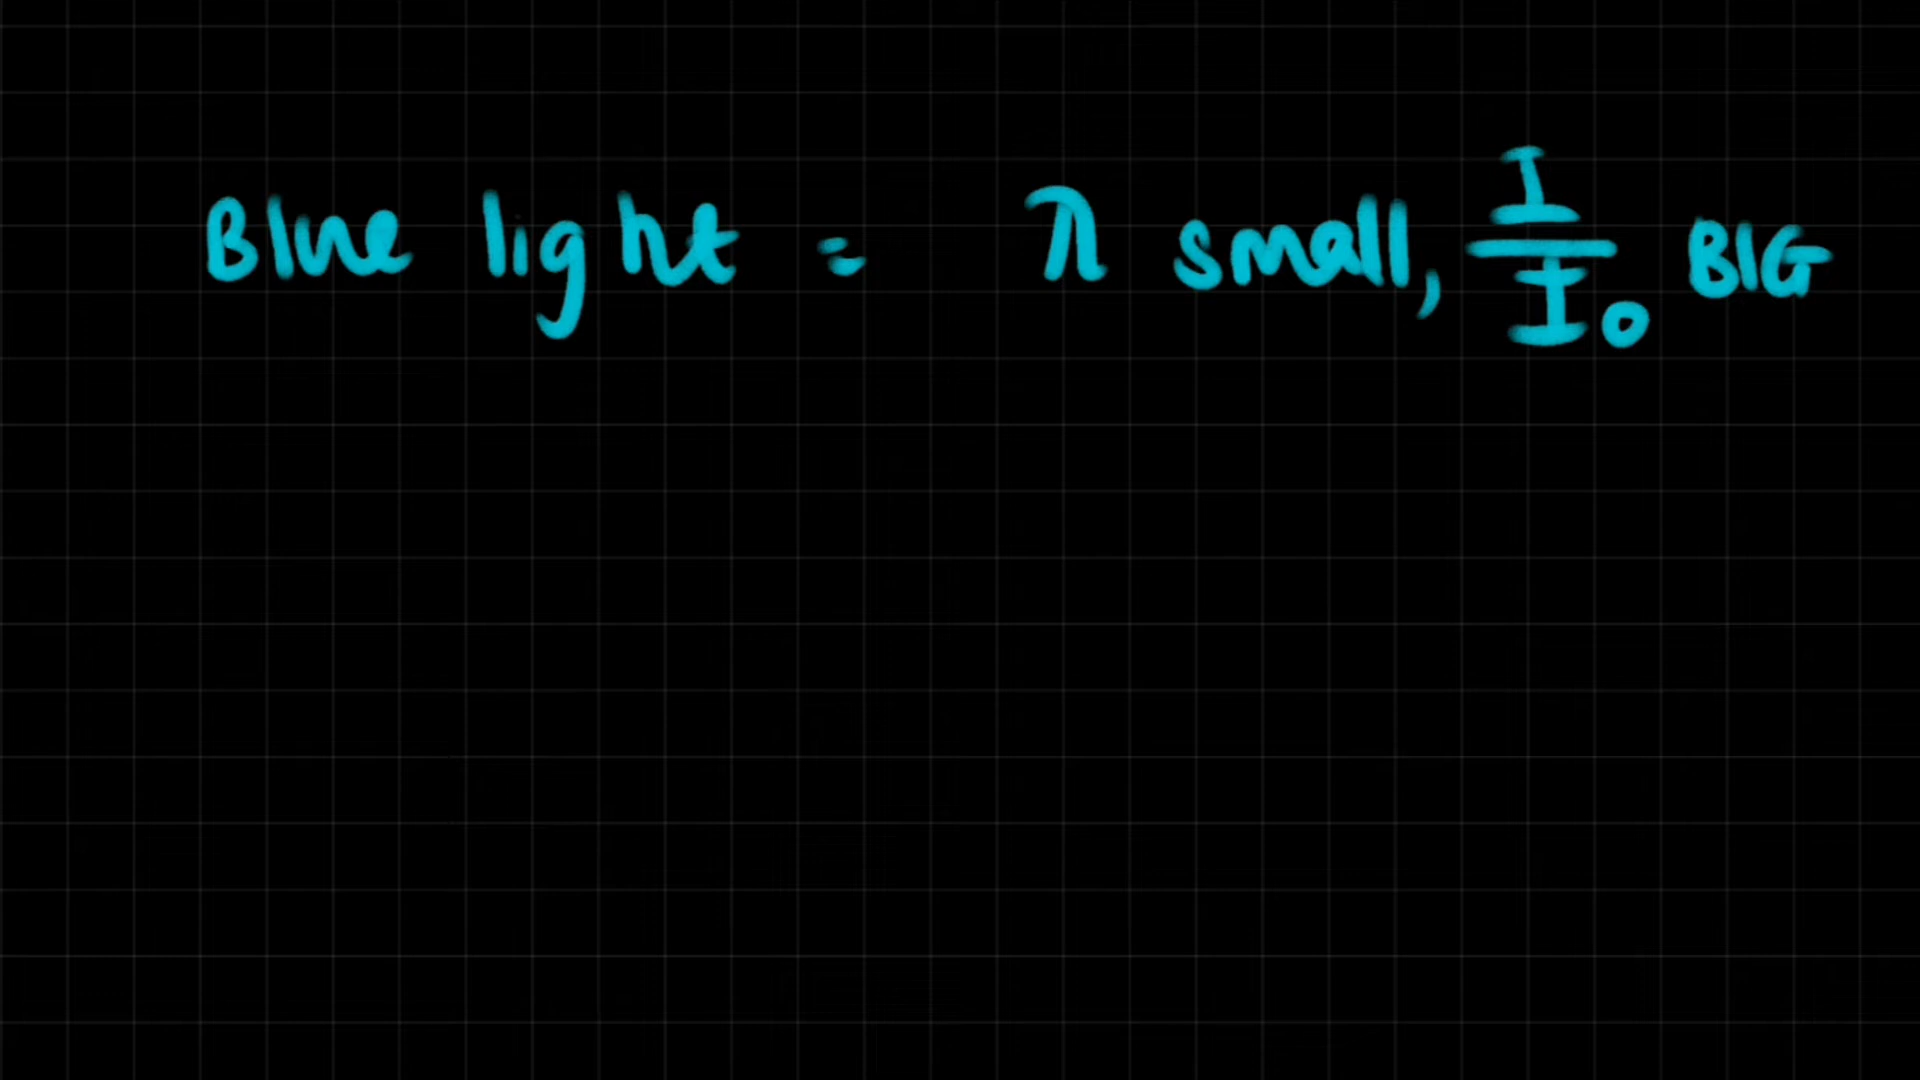 Blue light = λ small, I/I₀ BIG